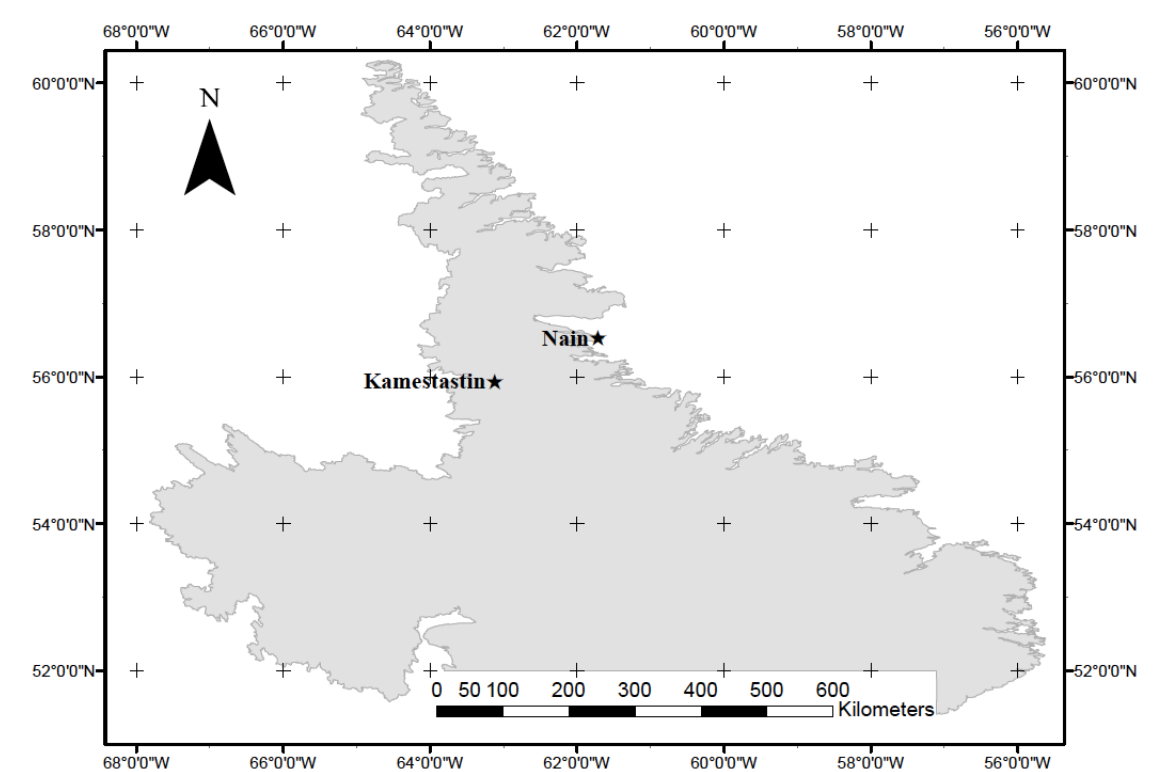 68°0'0"W 66°0'0"W 64°0'0"W 62°0'0"W 60°0'0"W 58°0'0"W 56°0'0"W
60°0'0"N 60°0'0"N
N
58°0'0"N 58°0'0"N
Nain
56°0'0"N Kamestastin 56°0'0"N
54°0'0"N 54°0'0"N
52°0'0"N 52°0'0"N
0 50 100 200 300 400 500 600
Kilometers
68°0'0"W 66°0'0"W 64°0'0"W 62°0'0"W 60°0'0"W 58°0'0"W 56°0'0"W